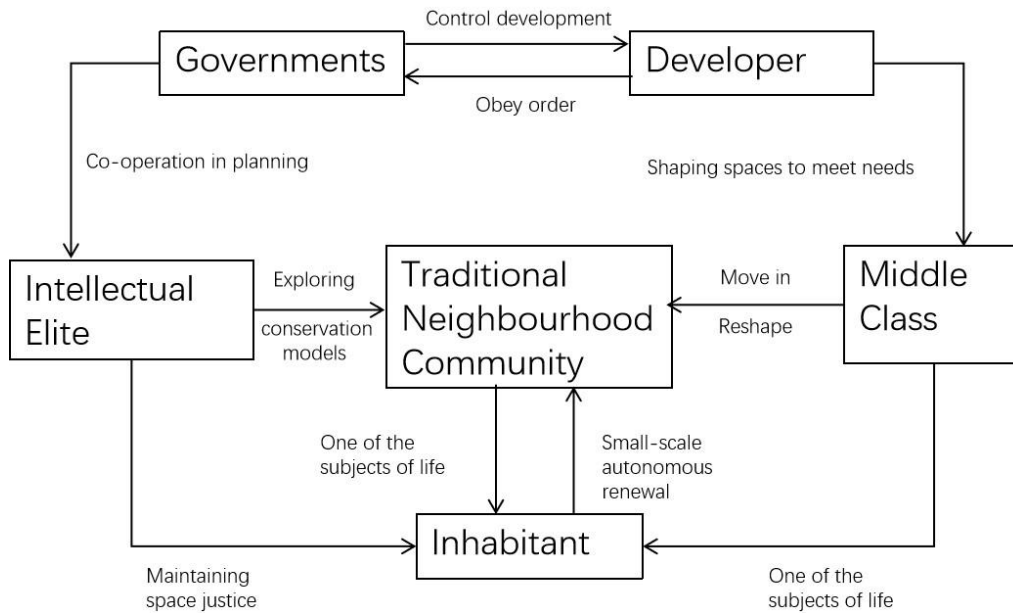 Control development
Governments
Developer
Obey order
Co-operation in planning
Shaping spaces to meet needs
Intellectual
Elite
Exploring
conservation
models
Traditional
Neighbourhood
Community
Move in
Reshape
Middle
Class
One of the
subjects of life
Small-scale
autonomous
renewal
Inhabitant
Maintaining
space justice
One of the
subjects of life